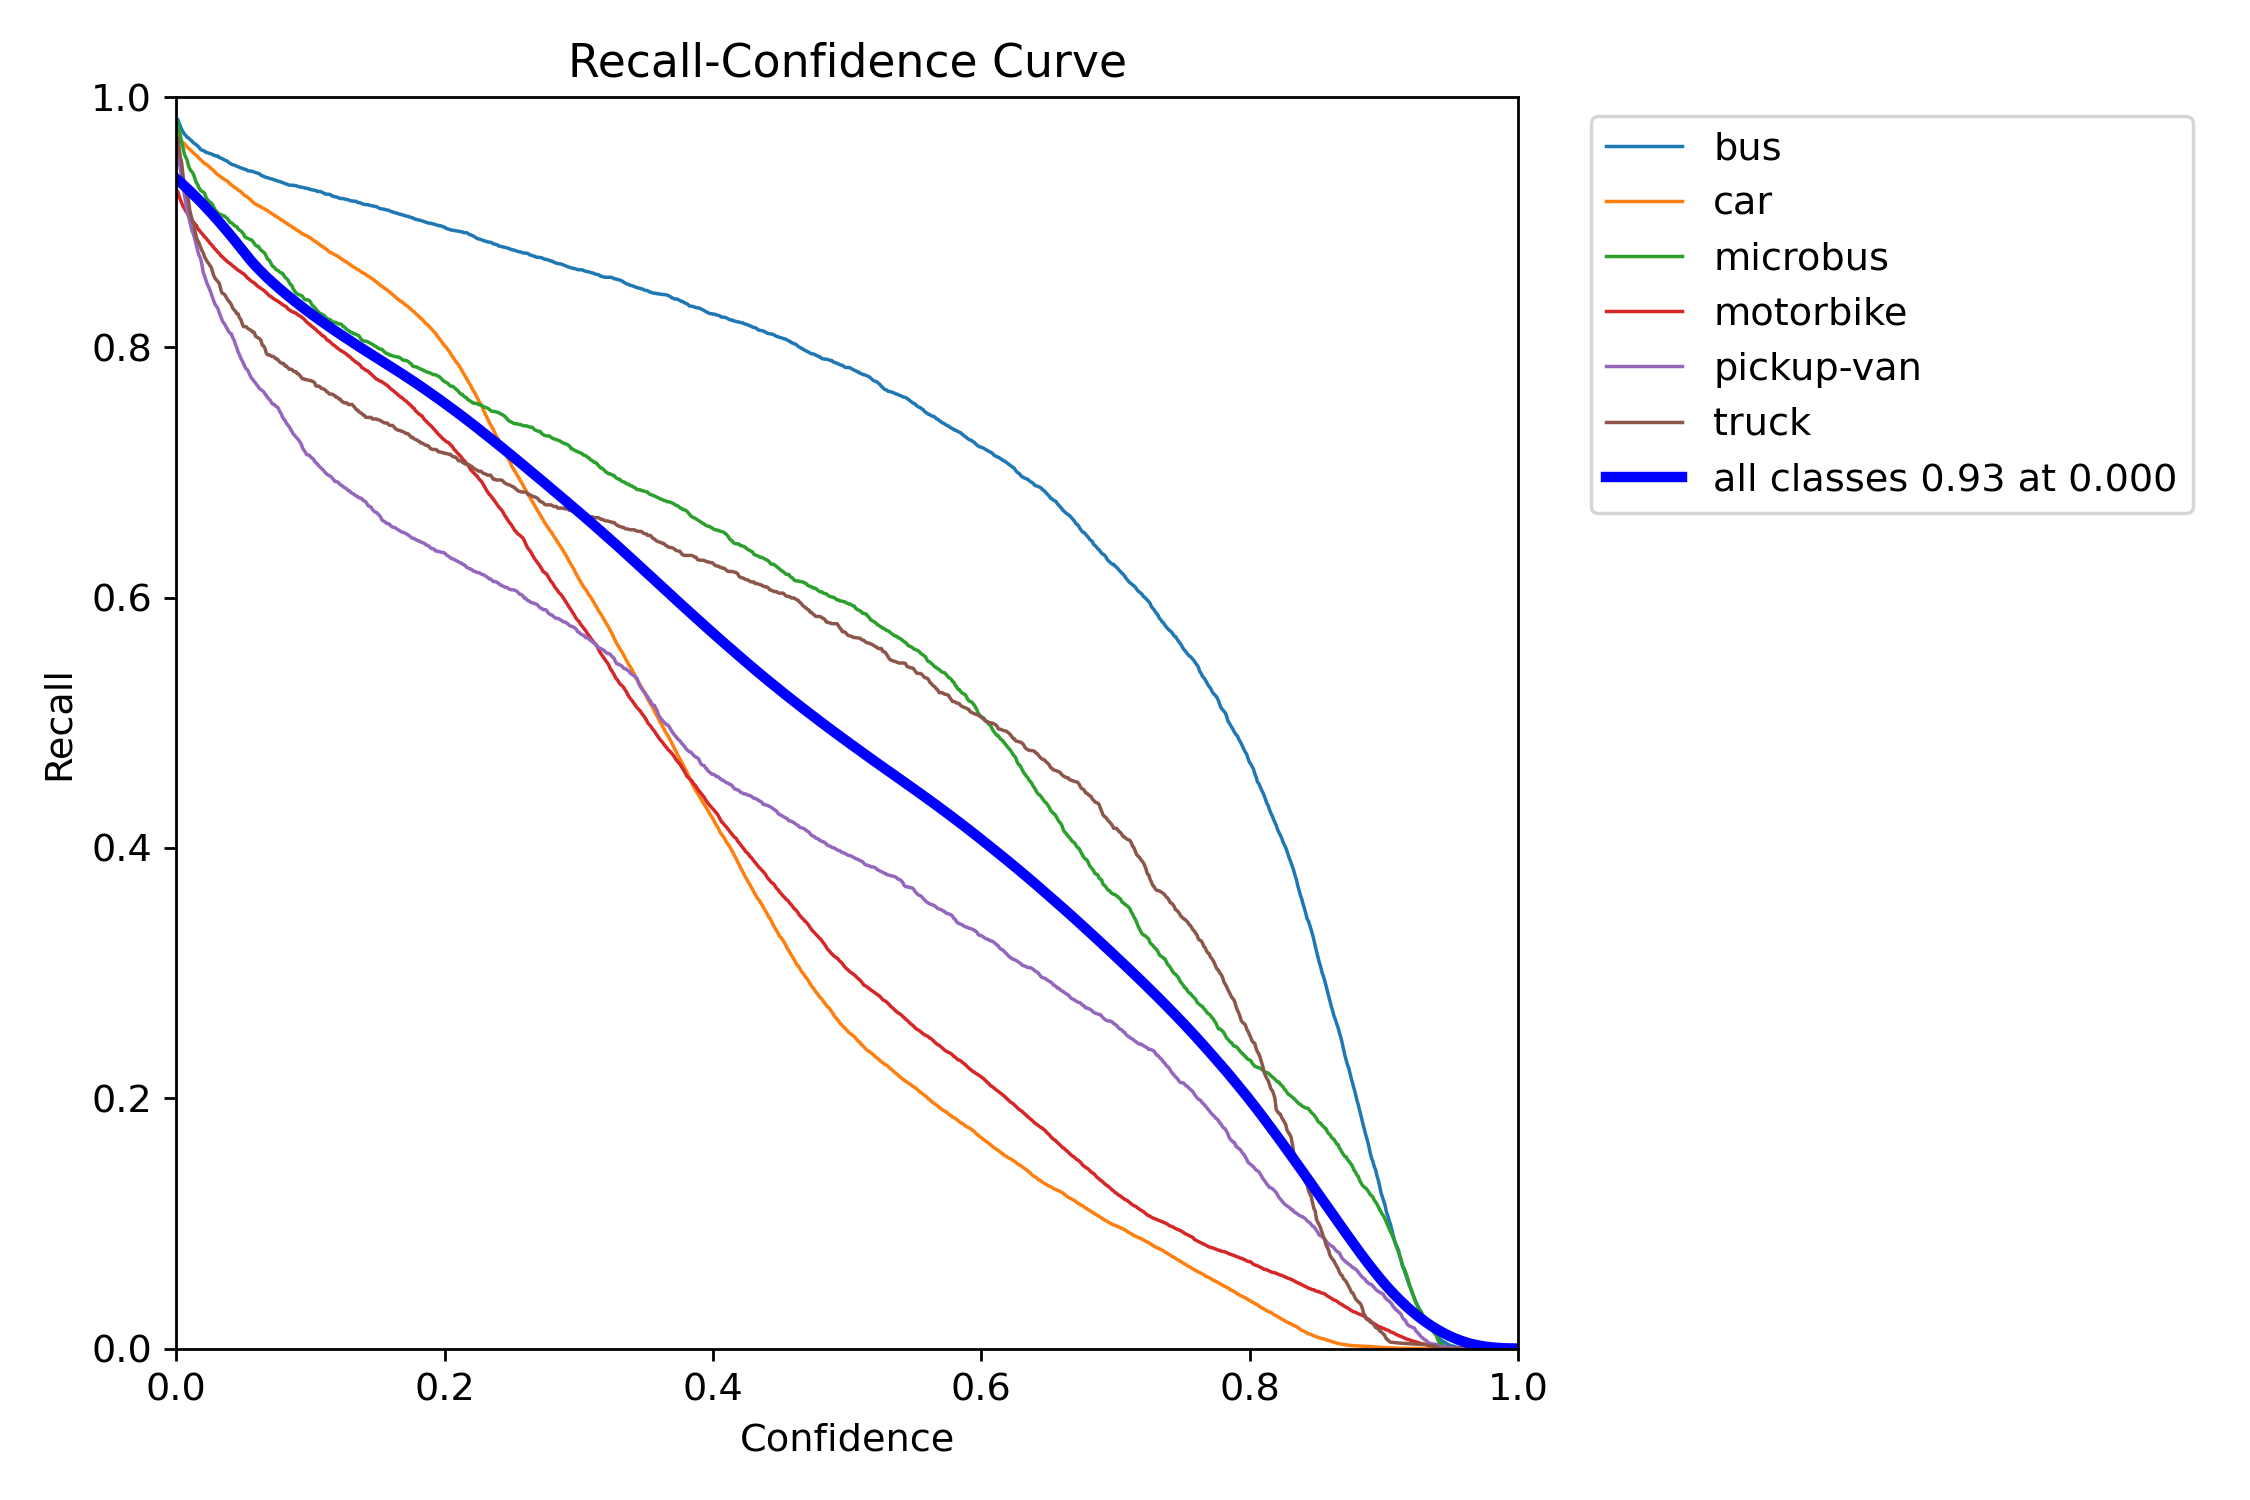 Recall-Confidence Curve
1.0
0.8
0.6
0.4
0.2
0.0
Recall
0.0 0.2 0.4 0.6 0.8 1.0
Confidence
bus
car
microbus
motorbike
pickup-van
truck
all classes 0.93 at 0.000